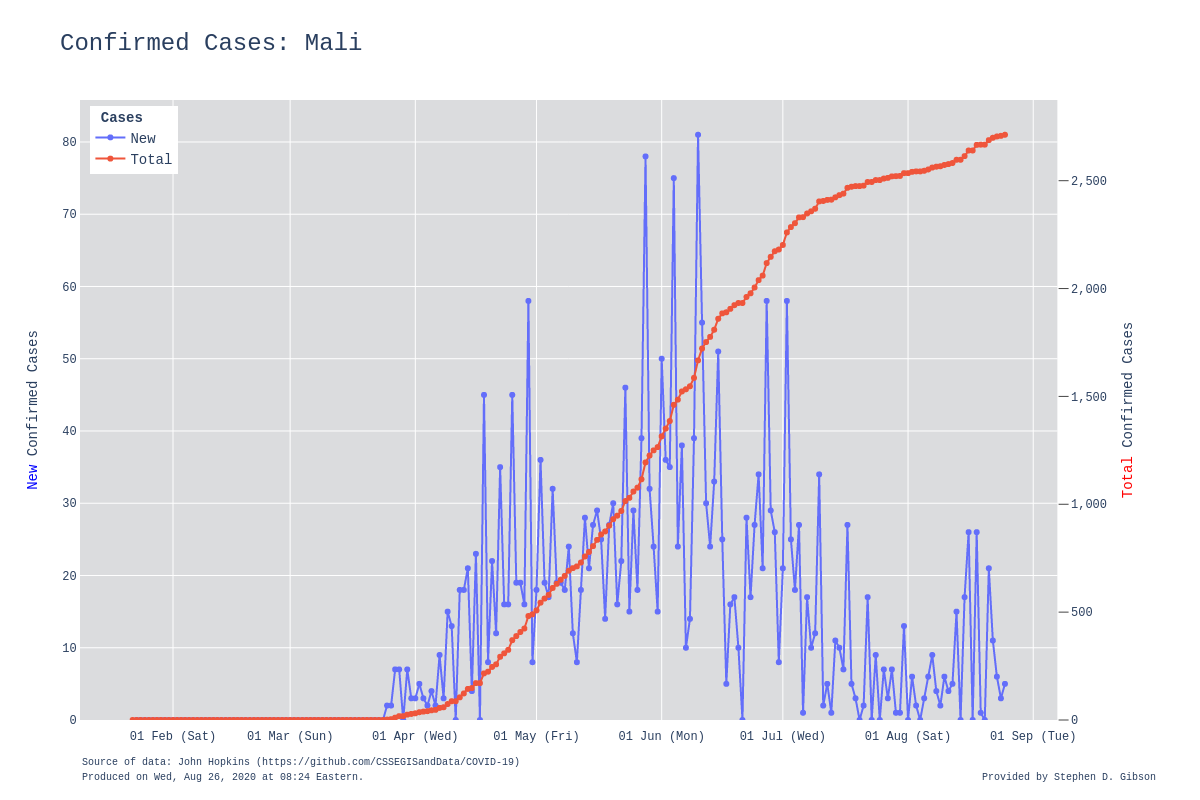 Confirmed Cases: Mali
Cases
New
Total
80
70
60
50
40
30
20
10
0
New Confirmed Cases
2,500
2,000
1,500
1,000
500
0
Total Confirmed Cases
01 Feb (Sat) 01 Mar (Sun) 01 Apr (Wed) 01 May (Fri) 01 Jun (Mon) 01 Jul (Wed) 01 Aug (Sat) 01 Sep (Tue)
Source of data: John Hopkins (https://github.com/CSSEGISandData/COVID-19)
Produced on Wed, Aug 26, 2020 at 08:24 Eastern.
Provided by Stephen D. Gibson